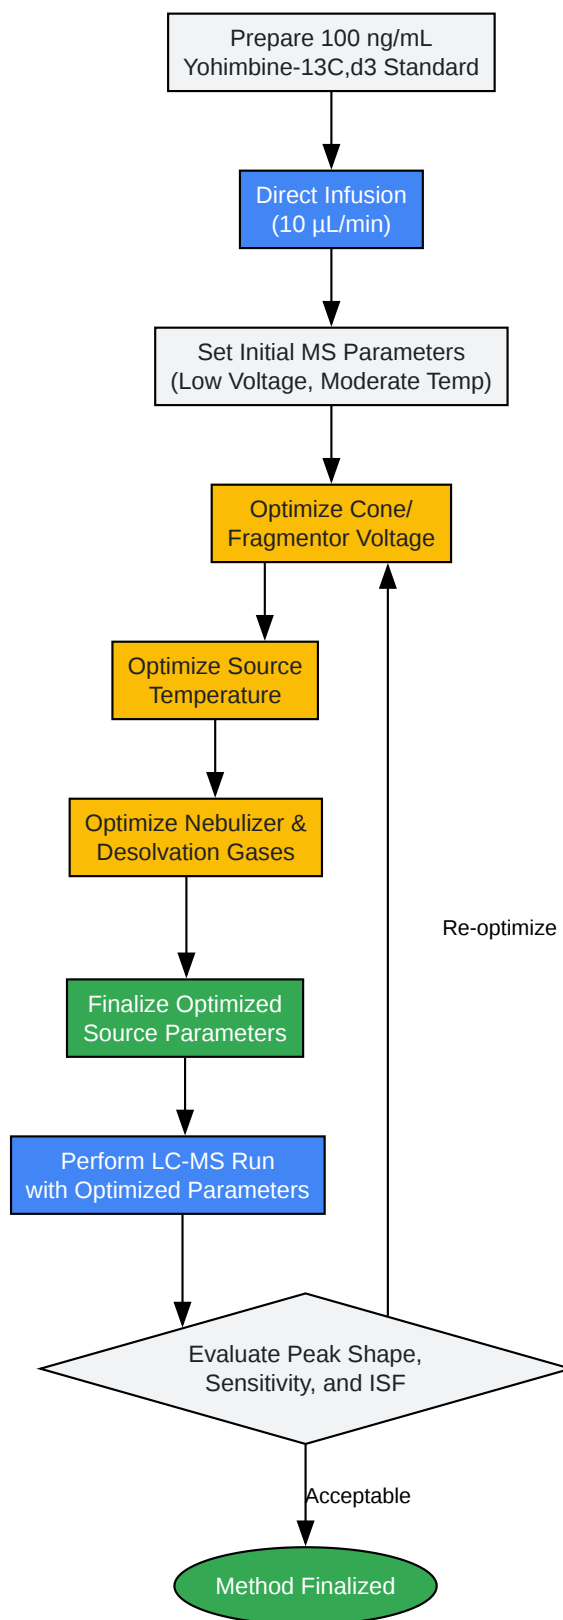 Prepare 100 ng/mL
Yohimbine-13C,d3 Standard
Direct Infusion
(10 µL/min)
Set Initial MS Parameters
(Low Voltage, Moderate Temp)
Optimize Cone/
Fragmentor Voltage
Optimize Source
Temperature
Optimize Nebulizer &
Desolvation Gases
Re-optimize
Finalize Optimized
Source Parameters
Perform LC-MS Run
with Optimized Parameters
Evaluate Peak Shape,
Sensitivity, and ISF
Acceptable
Method Finalized